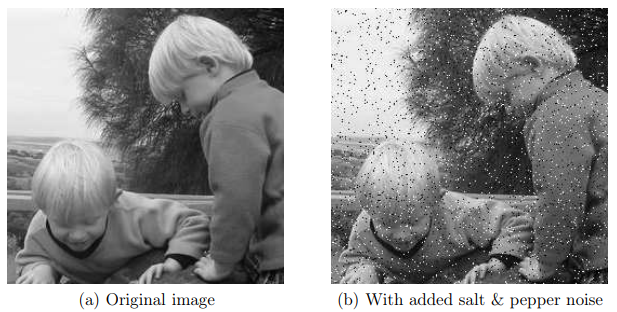 (a) Original image
(b) With added salt & pepper noise